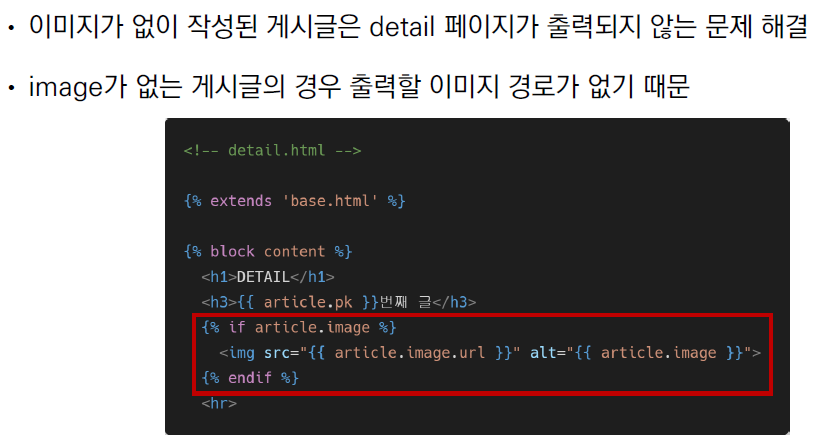 • 이미지가 없이 작성된 게시글은 detail 페이지가 출력되지 않는 문제 해결
• image가 없는 게시글의 경우 출력할 이미지 경로가 없기 때문
<!-- detail.html -->
{% extends 'base.html' %}
{% block content %}
<h1>DETAIL</h1>
<h3>{{ article.pk }}번째 글</h3>
{% if article.image %}
<img src="{{ article.image.url }}" alt="{{ article.image }}">
{% endif %}
<hr>